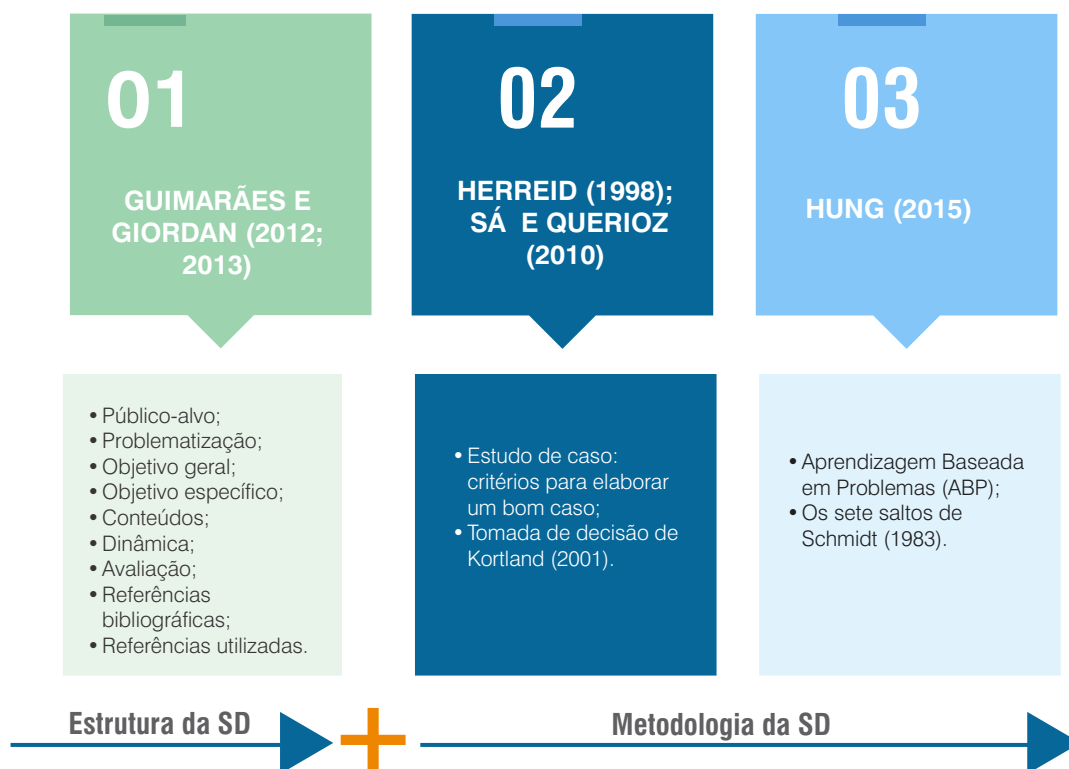 01
GUIMARÃES E
GIORDAN (2012;
2013)
• Público-alvo;
• Problematização;
• Objetivo geral;
• Objetivo específico;
• Conteúdos;
• Dinâmica;
• Avaliação;
• Referências
bibliográficas;
• Referências utilizadas.
02
HERREID (1998);
SÁ E QUERIOZ
(2010)
• Estudo de caso:
critérios para elaborar
um bom caso;
• Tomada de decisão de
Kortland (2001).
03
HUNG (2015)
• Aprendizagem Baseada
em Problemas (ABP);
• Os sete saltos de
Schmidt (1983).
Estrutura da SD
+
Metodologia da SD